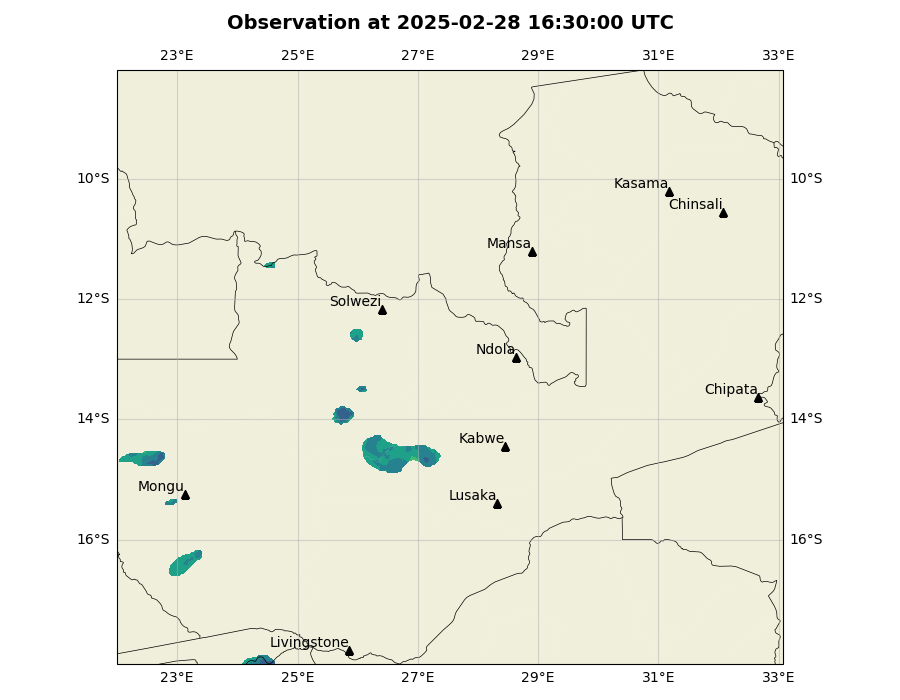 Observation at 2025-02-28 16:30:00 UTC
23°E 25°E 27°E 29°E 31°E 33°E
10°S 10°S
Kasama
Chinsali
Mansa
12°S 12°S
Solwezi
Ndola
Chipata
14°S 14°S
Kabwe
Mongu
Lusaka
16°S 16°S
Livingstone
23°E 25°E 27°E 29°E 31°E 33°E